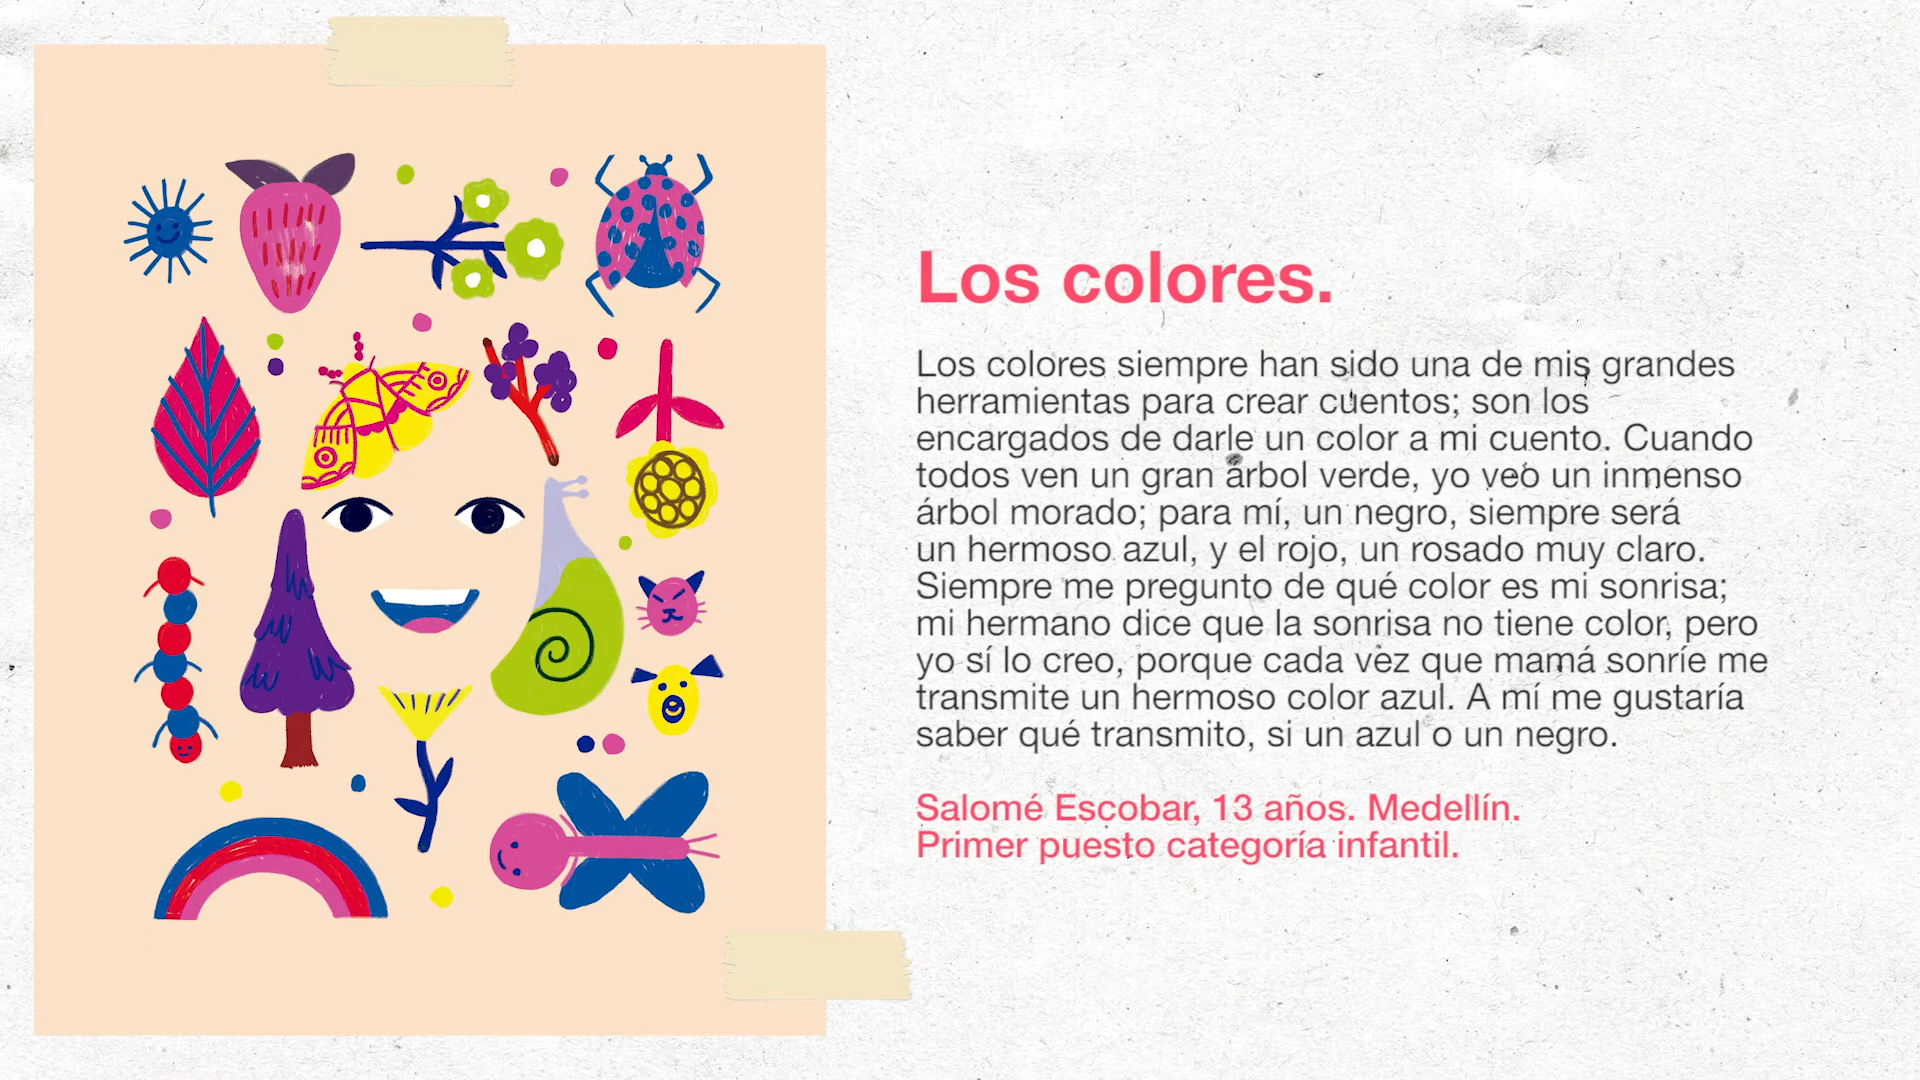 Los colores.
Los colores siempre han sido una de mis grandes
herramientas para crear cuentos; son los
encargados de darle un color a mi cuento. Cuando
todos ven un gran árbol verde, yo veo un inmenso
árbol morado; para mí, un negro, siempre será
un hermoso azul, y el rojo, un rosado muy claro.
Siempre me pregunto de qué color es mi sonrisa;
mi hermano dice que la sonrisa no tiene color, pero
yo sí lo creo, porque cada vez que mamá sonríe me
transmite un hermoso color azul. A mí me gustaría
saber qué transmito, si un azul o un negro.
Salomé Escobar, 13 años. Medellín.
Primer puesto categoría infantil.